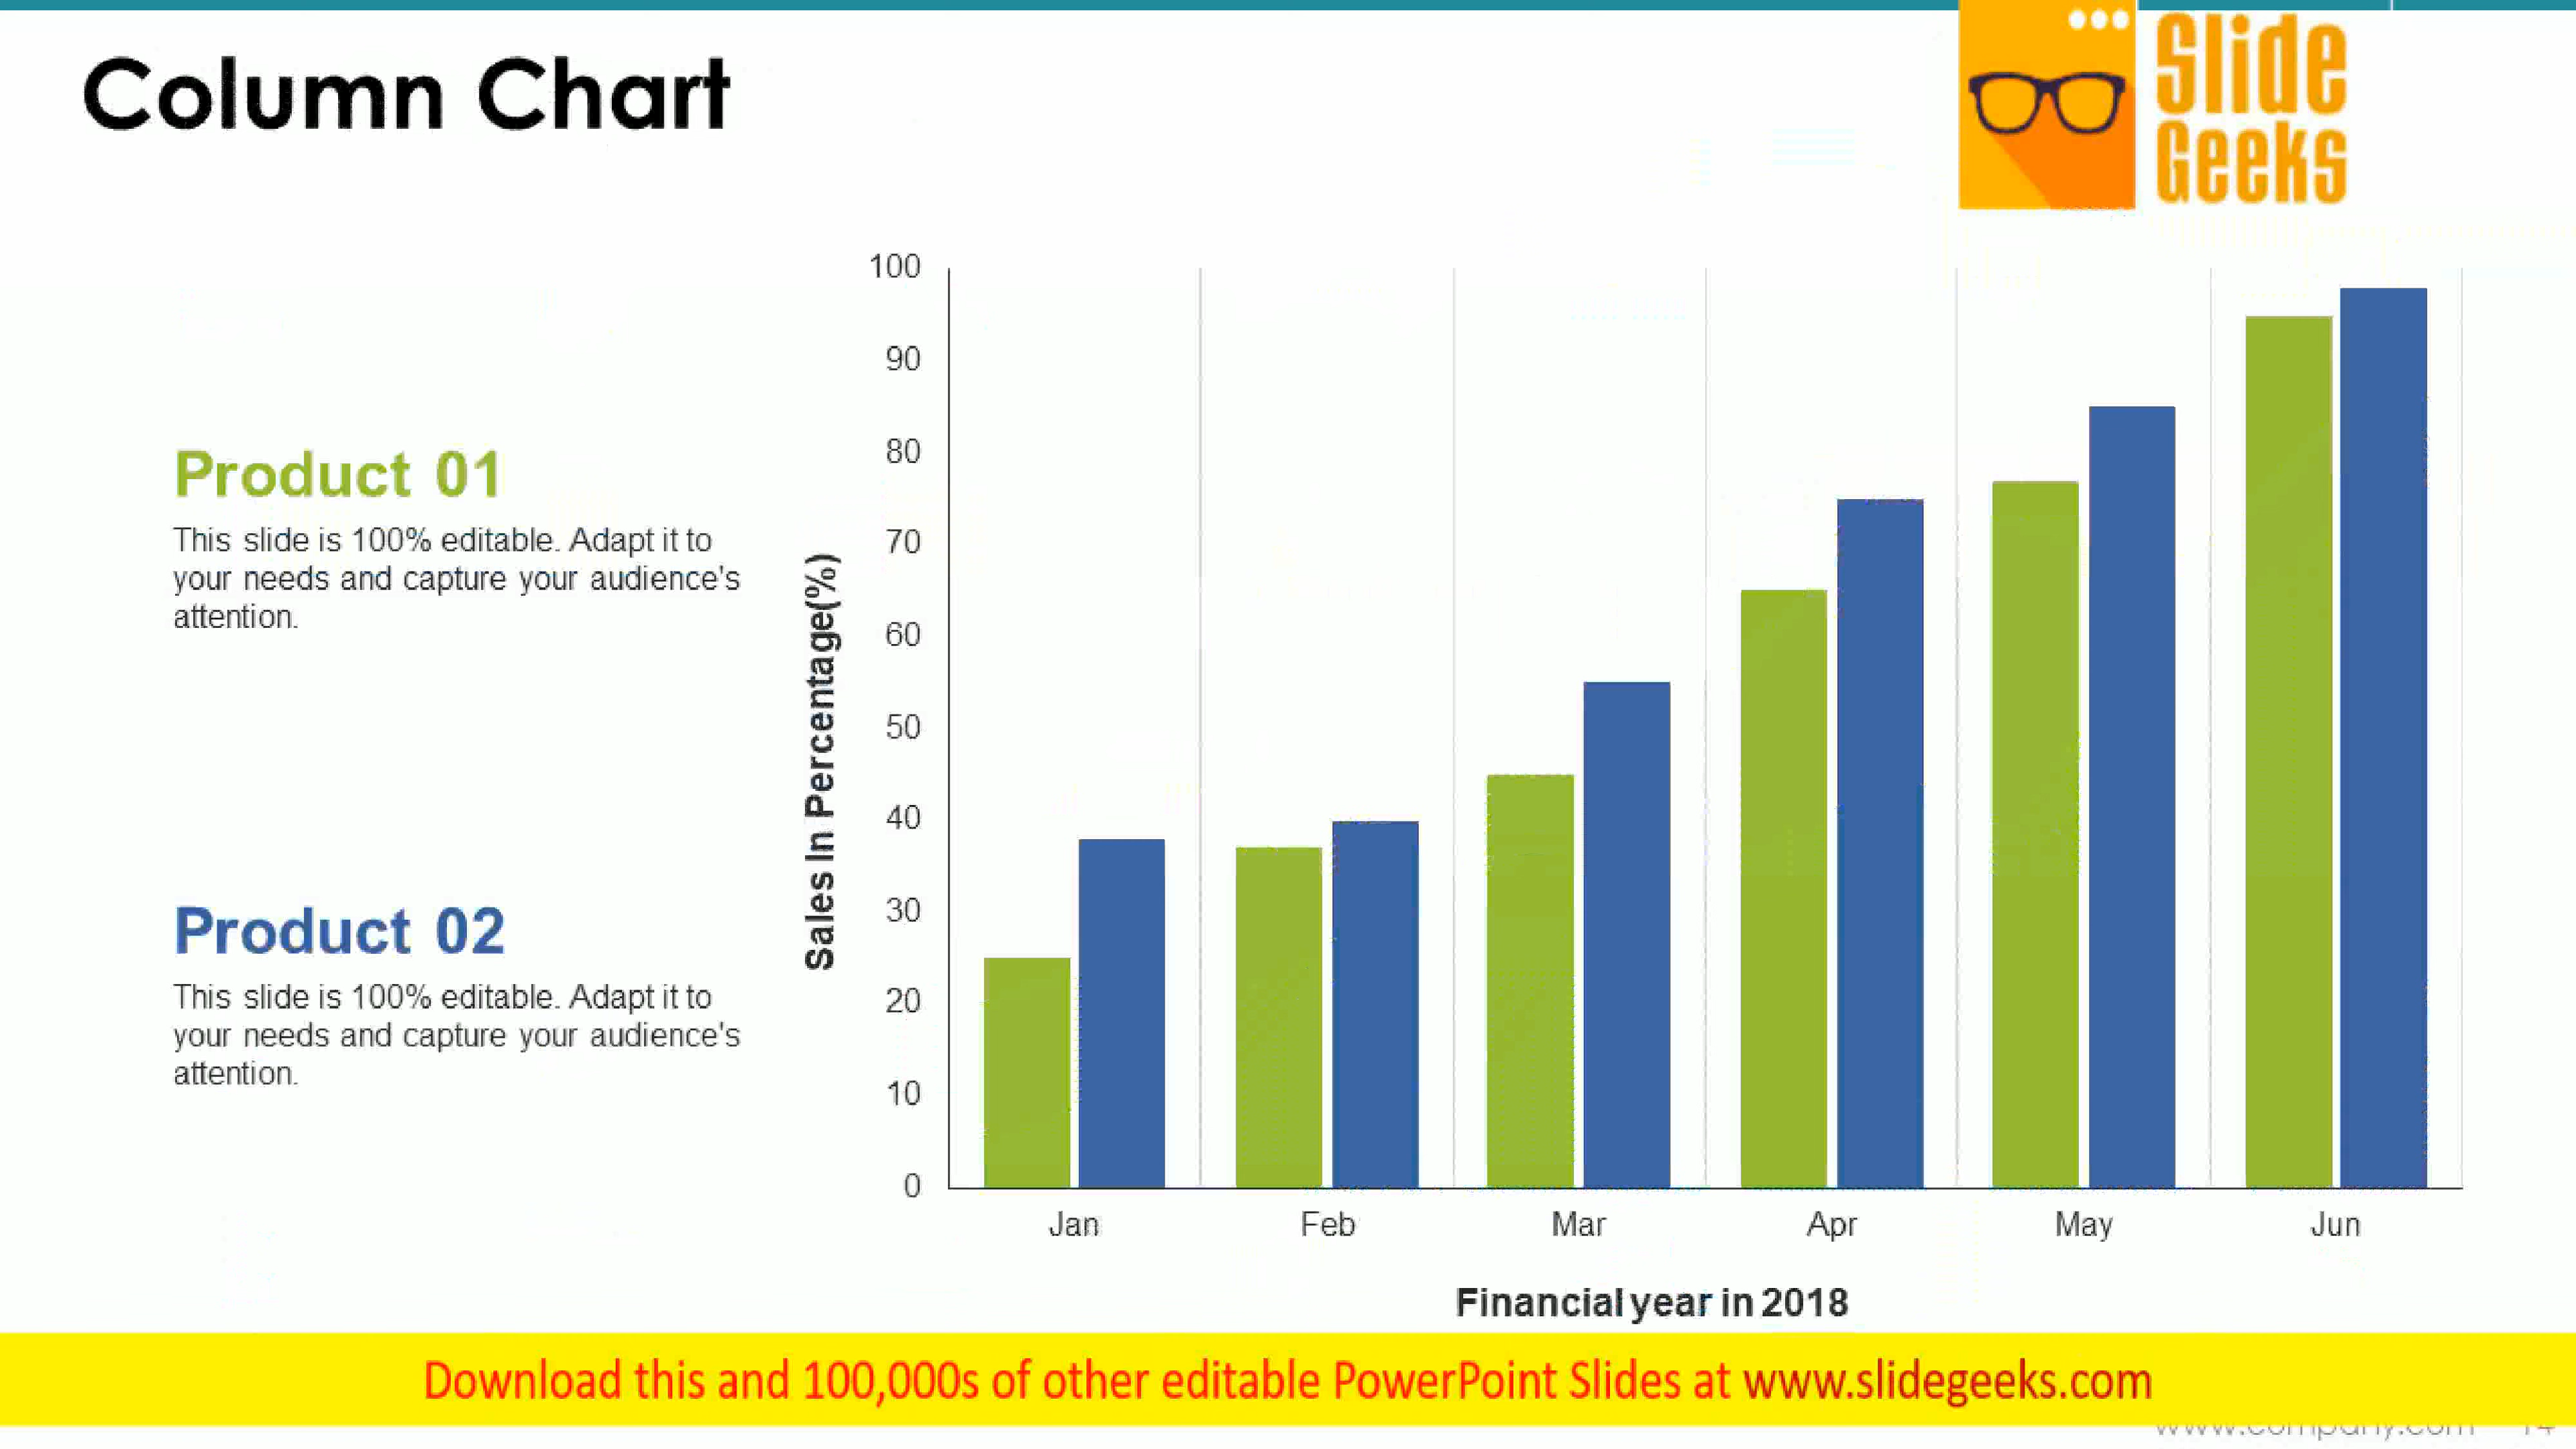 Column Chart
Slide
Geeks
Product 01
This slide is 100% editable. Adapt it to
your needs and capture your audience's
attention.
Product 02
This slide is 100% editable. Adapt it to
your needs and capture your audience's
attention.
Sales In Percentage(%)
100
90
80
70
60
50
40
30
20
10
0
Jan Feb Mar Apr May Jun
Financial year in 2018
Download this and 100,000s of other editable PowerPoint Slides at www.slidegeeks.com
www.company.com